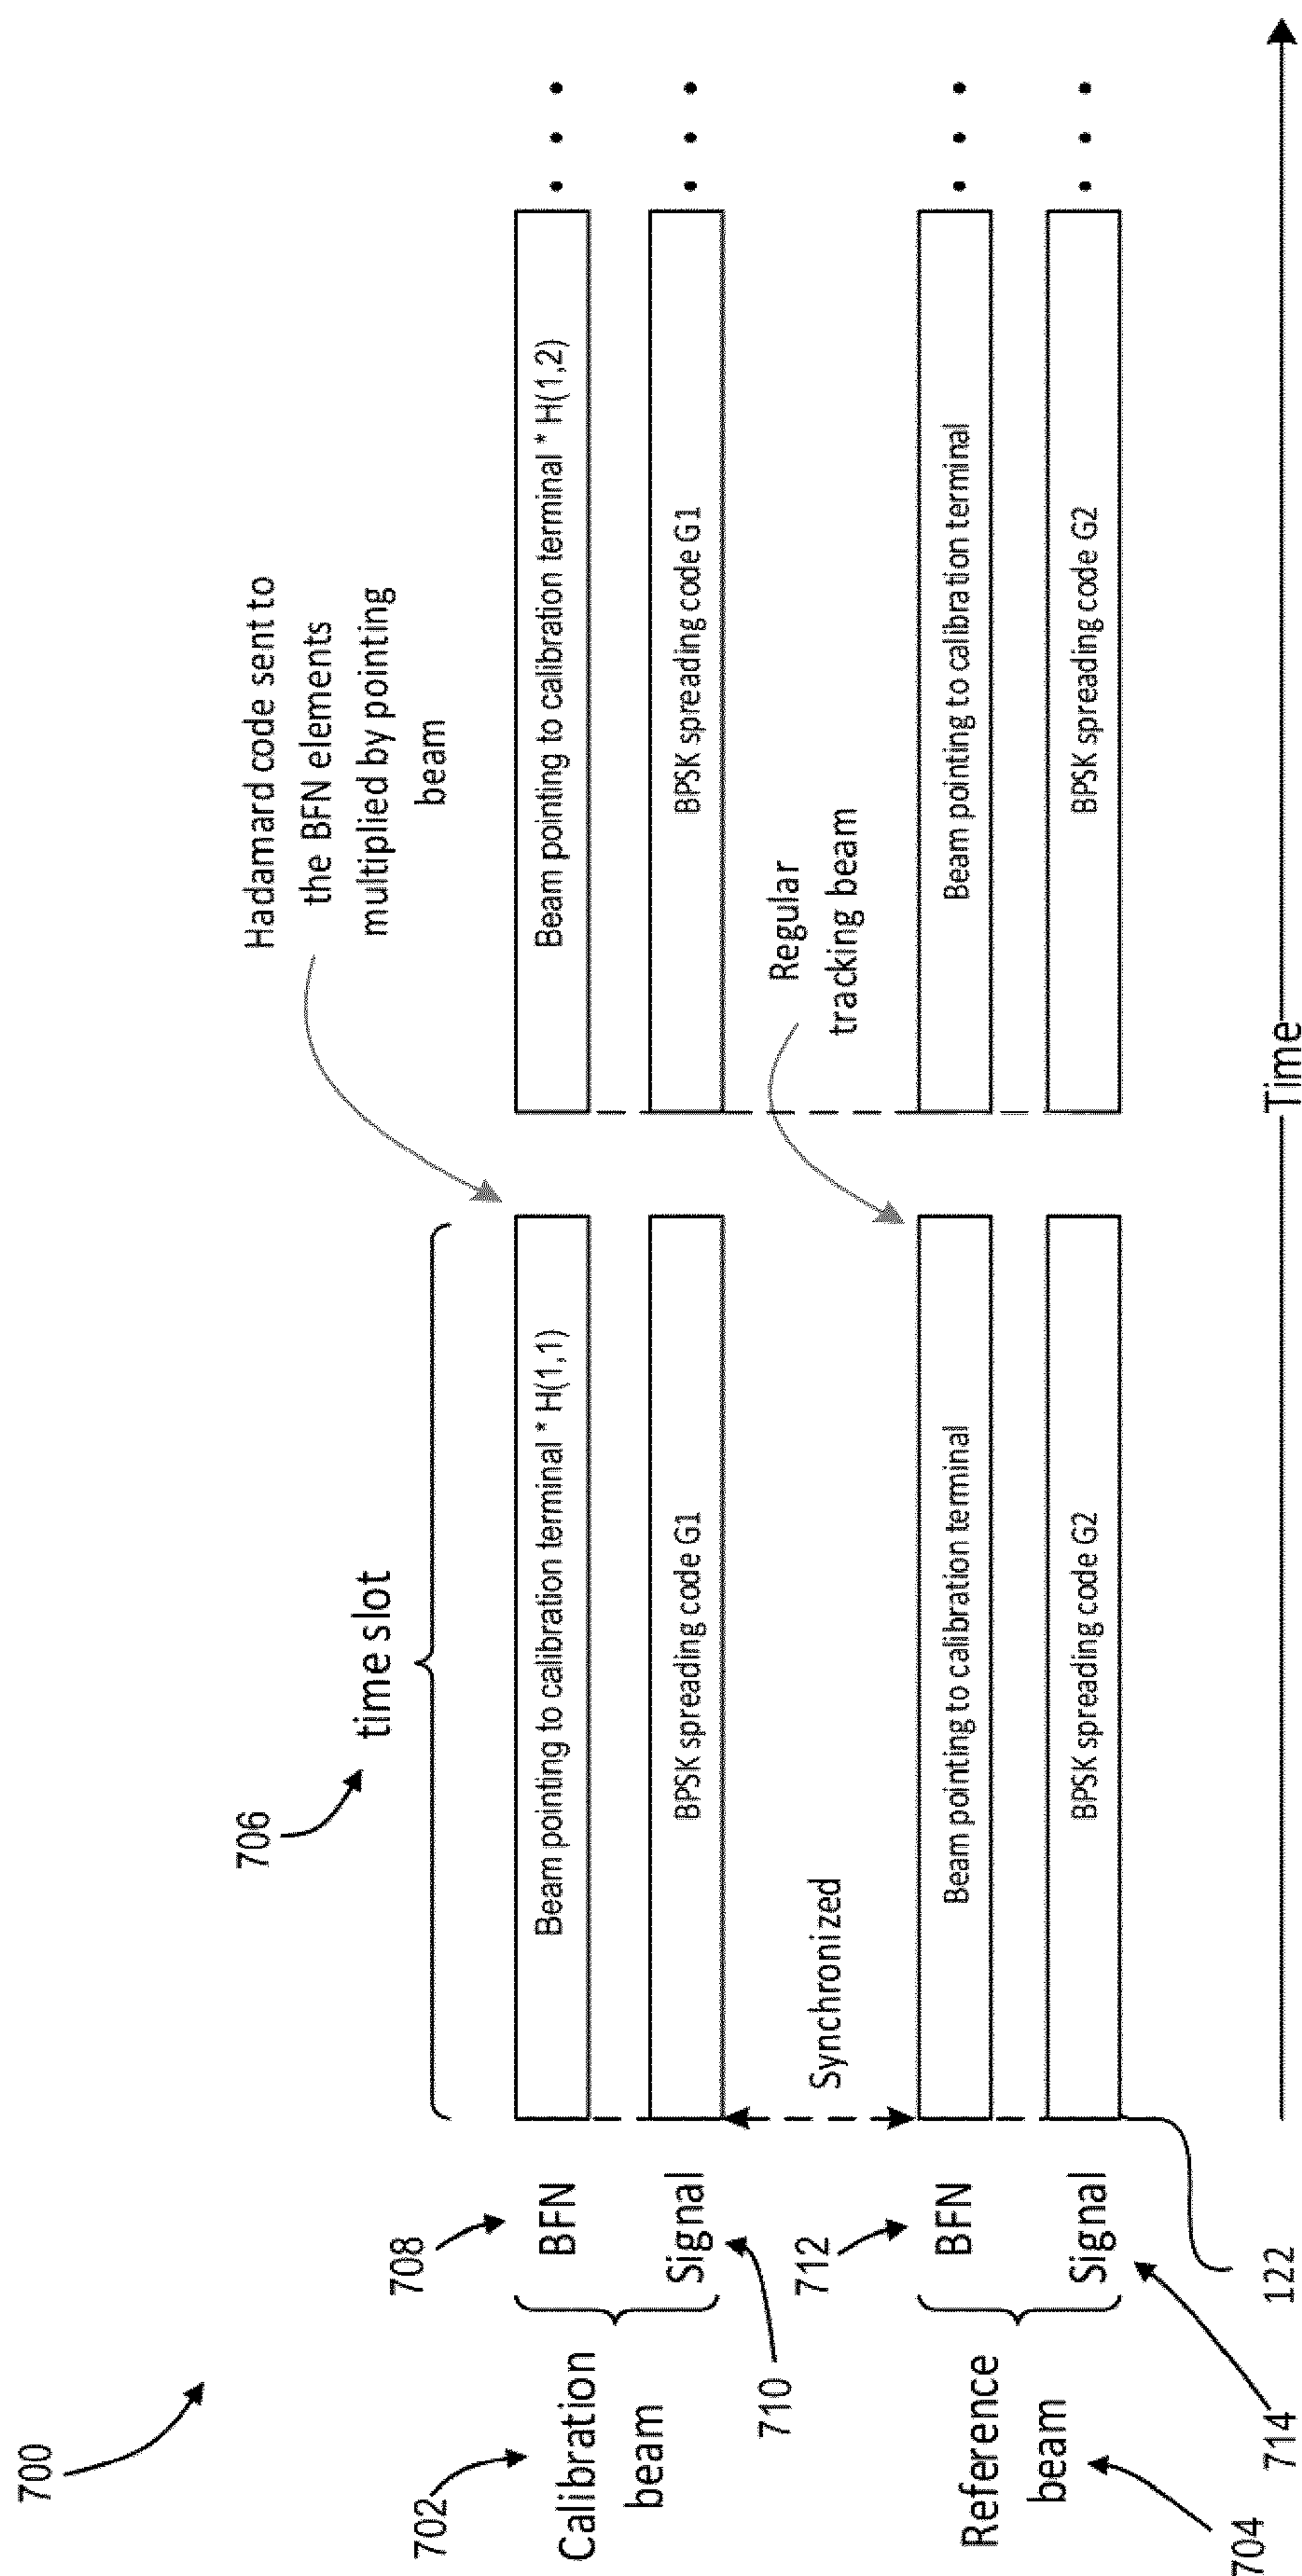 700
706
time slot
Hadamard code sent to
the BFN elements
multiplied by pointing
beam
702
Calibration
beam
708
BFN
Beam pointing to calibration terminal * H(1,1)
Beam pointing to calibration terminal * H(1,2)
Signal
710
BPSK spreading code G1
BPSK spreading code G1
Synchronized
Regular
tracking beam
704
Reference
beam
712
BFN
Beam pointing to calibration terminal
Beam pointing to calibration terminal
Signal
714
BPSK spreading code G2
BPSK spreading code G2
122
Time